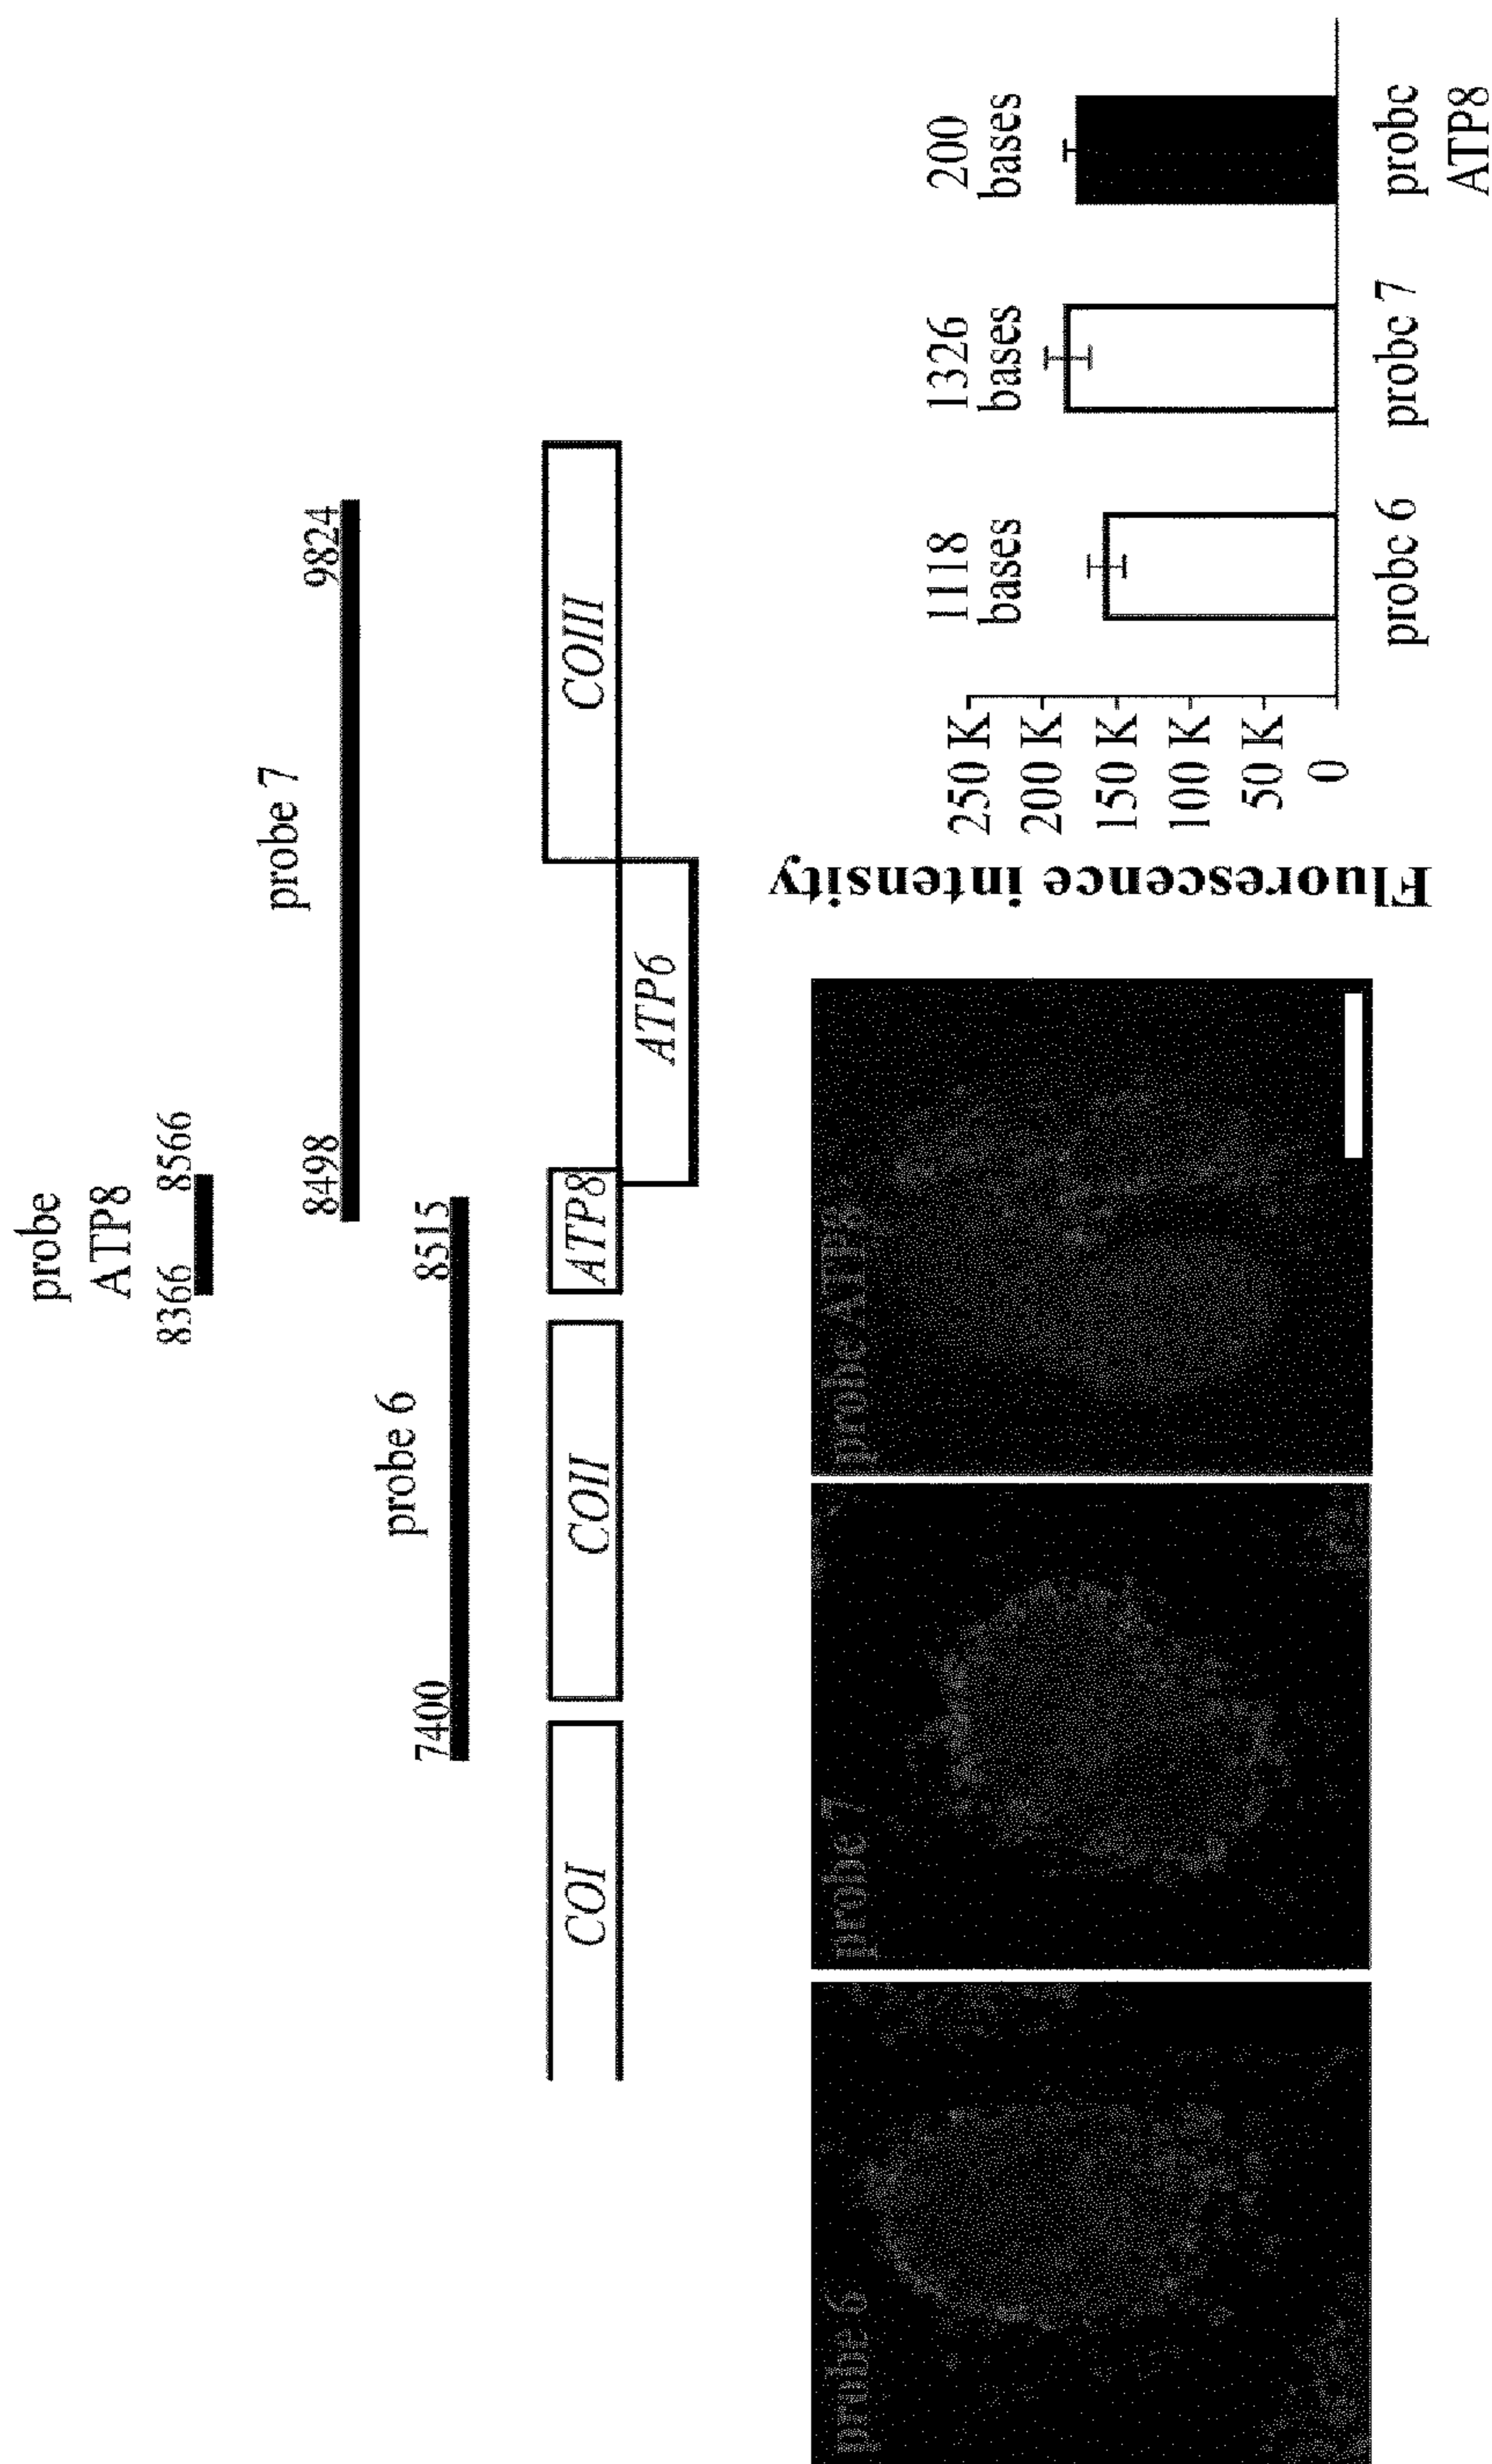 probe
ATP8
8366 8566
probe 7
8498 9824
probe 6
7400 8515
COI
COII
ATP8
COIII
ATP6
probe 6
probe 7
probe ATP8
Fluorescence intensity
250 K
200 K
150 K
100 K
50 K
0
1118
bases
1326
bases
200
bases
probe 6
probe 7
probe
ATP8